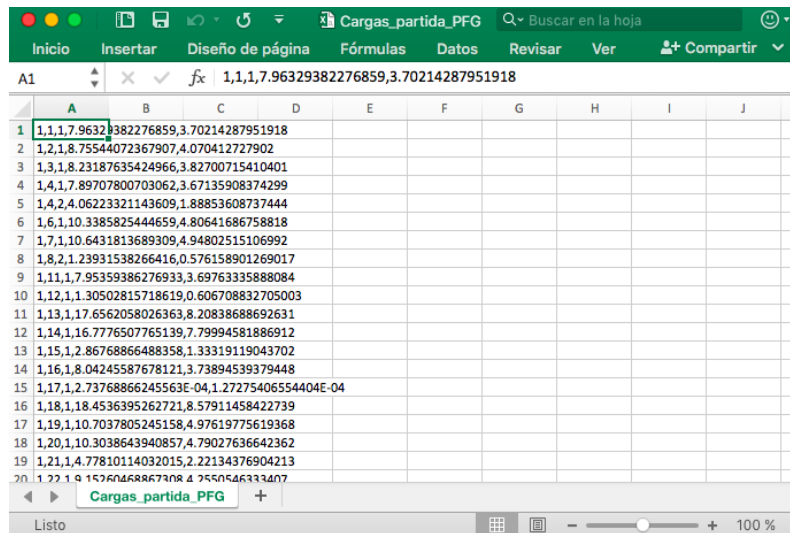 Cargas_partida_PFG
Buscar en la hoja
Inicio Insertar Diseño de página Fórmulas Datos Revisar Ver Compartir
A1 fx 1,1,1,7.96329382276859,3.70214287951918
A B C D E F G H I J
1 1,1,1,7.96329382276859,3.70214287951918
2 1,2,1,8.75544072367907,4.070412727902
3 1,3,1,8.23187635424966,3.82700715410401
4 1,4,1,7.89707800703062,3.67135908374299
5 1,4,2,4.06223321143609,1.88853608737444
6 1,6,1,10.3385825444659,4.80641686758818
7 1,7,1,10.6431813689309,4.94802515106992
8 1,8,2,1.23931538266416,0.576158901269017
9 1,11,1,7.95359386276933,3.69763335888084
10 1,12,1,1.30502815718619,0.606708832705003
11 1,13,1,17.6562058026363,8.20838688692631
12 1,14,1,16.7776507765139,7.79994581886912
13 1,15,1,2.86768866488358,1.33319119043702
14 1,16,1,8.04245587678121,3.73894539379448
15 1,17,1,2.73768866245563E-04,1.27275406554404E-04
16 1,18,1,18.4536395262721,8.57911458422739
17 1,19,1,10.7037805245158,4.97619775619368
18 1,20,1,10.3038643940857,4.79027636642362
19 1,21,1,4.77810114032015,2.22134376904213
20 1,22,1,9.15260468867308,4.2550546333407
Cargas_partida_PFG
Listo 100 %